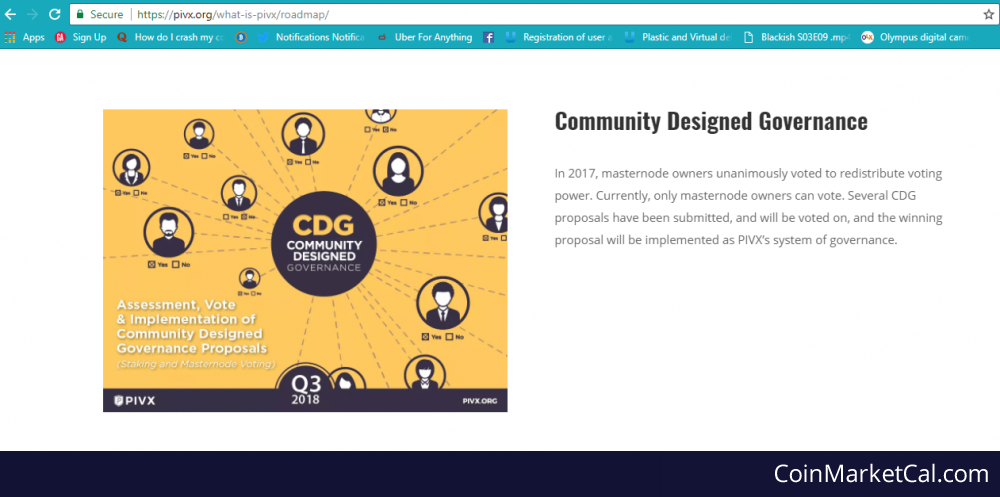 Secure | https://pivx.org/what-is-pivx/roadmap/
Apps Sign Up How do I crash my co Notifications Notifica Uber For Anything Registration of user a Plastic and Virtual de Blackish S03E09 .mp4 Olympus digital cam
Community Designed Governance
In 2017, masternode owners unanimously voted to redistribute voting
power. Currently, only masternode owners can vote. Several CDG
proposals have been submitted, and will be voted on, and the winning
proposal will be implemented as PIVX's system of governance.
Yes No
Yes No
Yes No
Yes No
Yes No
Yes No
Yes No
Yes No
Yes No
Yes No
CDG
COMMUNITY
DESIGNED
GOVERNANCE
Assessment, Vote
& Implementation of
Community Designed
Governance Proposals
(Staking and Masternode Voting)
Q3
2018
PIVX
PIVX.ORG
CoinMarketCal.com